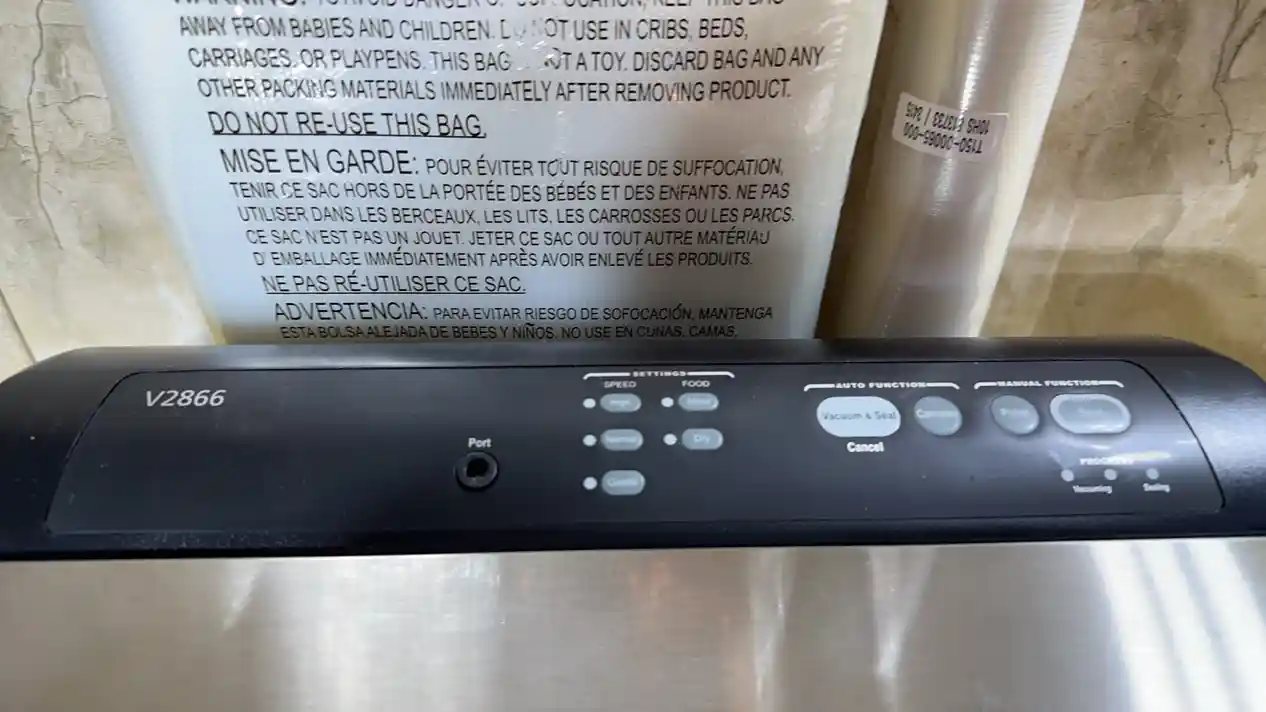 AWAY FROM BABIES AND CHILDREN. DO NOT USE IN CRIBS, BEDS,
CARRIAGES, OR PLAYPENS. THIS BAG NOT A TOY. DISCARD BAG AND ANY
OTHER PACKING MATERIALS IMMEDIATELY AFTER REMOVING PRODUCT.
DO NOT RE-USE THIS BAG.
MISE EN GARDE: POUR ÉVITER TOUT RISQUE DE SUFFOCATION,
TENIR CE SAC HORS DE LA PORTÉE DES BÉBÉS ET DES ENFANTS. NE PAS
UTILISER DANS LES BERCEAUX, LES LITS, LES CARROSSES OU LES PARCS.
CE SAC N'EST PAS UN JOUET. JETER CE SAC OU TOUT AUTRE MATÉRIAU
D'EMBALLAGE IMMÉDIATEMENT APRÈS AVOIR ENLEVÉ LES PRODUITS.
NE PAS RÉ-UTILISER CE SAC.
ADVERTENCIA: PARA EVITAR RIESGO DE SOFOCACIÓN, MANTENGA
ESTA BOLSA ALEJADA DE BEBES Y NIÑOS. NO USE EN CUNAS, CAMAS,
T150-00065-000
10HS 813733 / 3415
V2866
Port
SETTINGS
SPEED FOOD
Normal Dry
AUTO FUNCTION
Vacuum & Seal
Cancel
MANUAL FUNCTION
Vacuuming Sealing